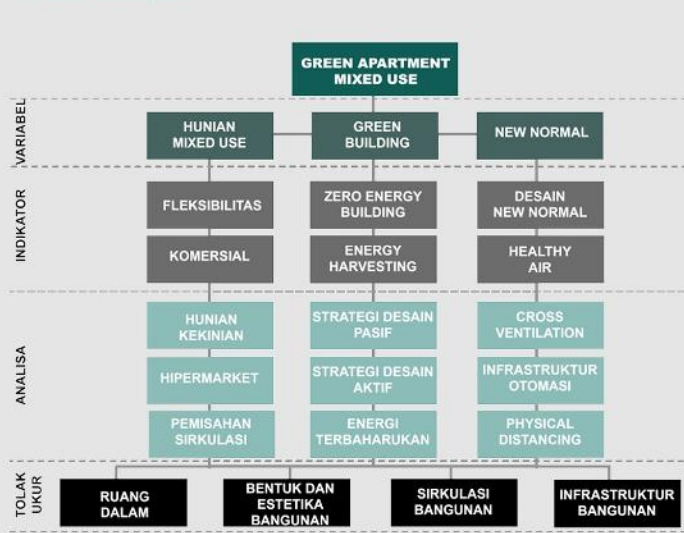 GREEN APARTMENT
MIXED USE
VARIABEL
HUNIAN
MIXED USE
GREEN
BUILDING
NEW NORMAL
INDIKATOR
FLEKSIBILITAS
ZERO ENERGY
BUILDING
DESAIN
NEW NORMAL
KOMERSIAL
ENERGY
HARVESTING
HEALTHY
AIR
ANALISA
HUNIAN
KEKINIAN
STRATEGI DESAIN
PASIF
CROSS
VENTILATION
HIPERMARKET
STRATEGI DESAIN
AKTIF
INFRASTRUKTUR
OTOMASI
PEMISAHAN
SIRKULASI
ENERGI
TERBAHARUKAN
PHYSICAL
DISTANCING
TOLAK
UKUR
RUANG
DALAM
BENTUK DAN
ESTETIKA
BANGUNAN
SIRKULASI
BANGUNAN
INFRASTRUKTUR
BANGUNAN